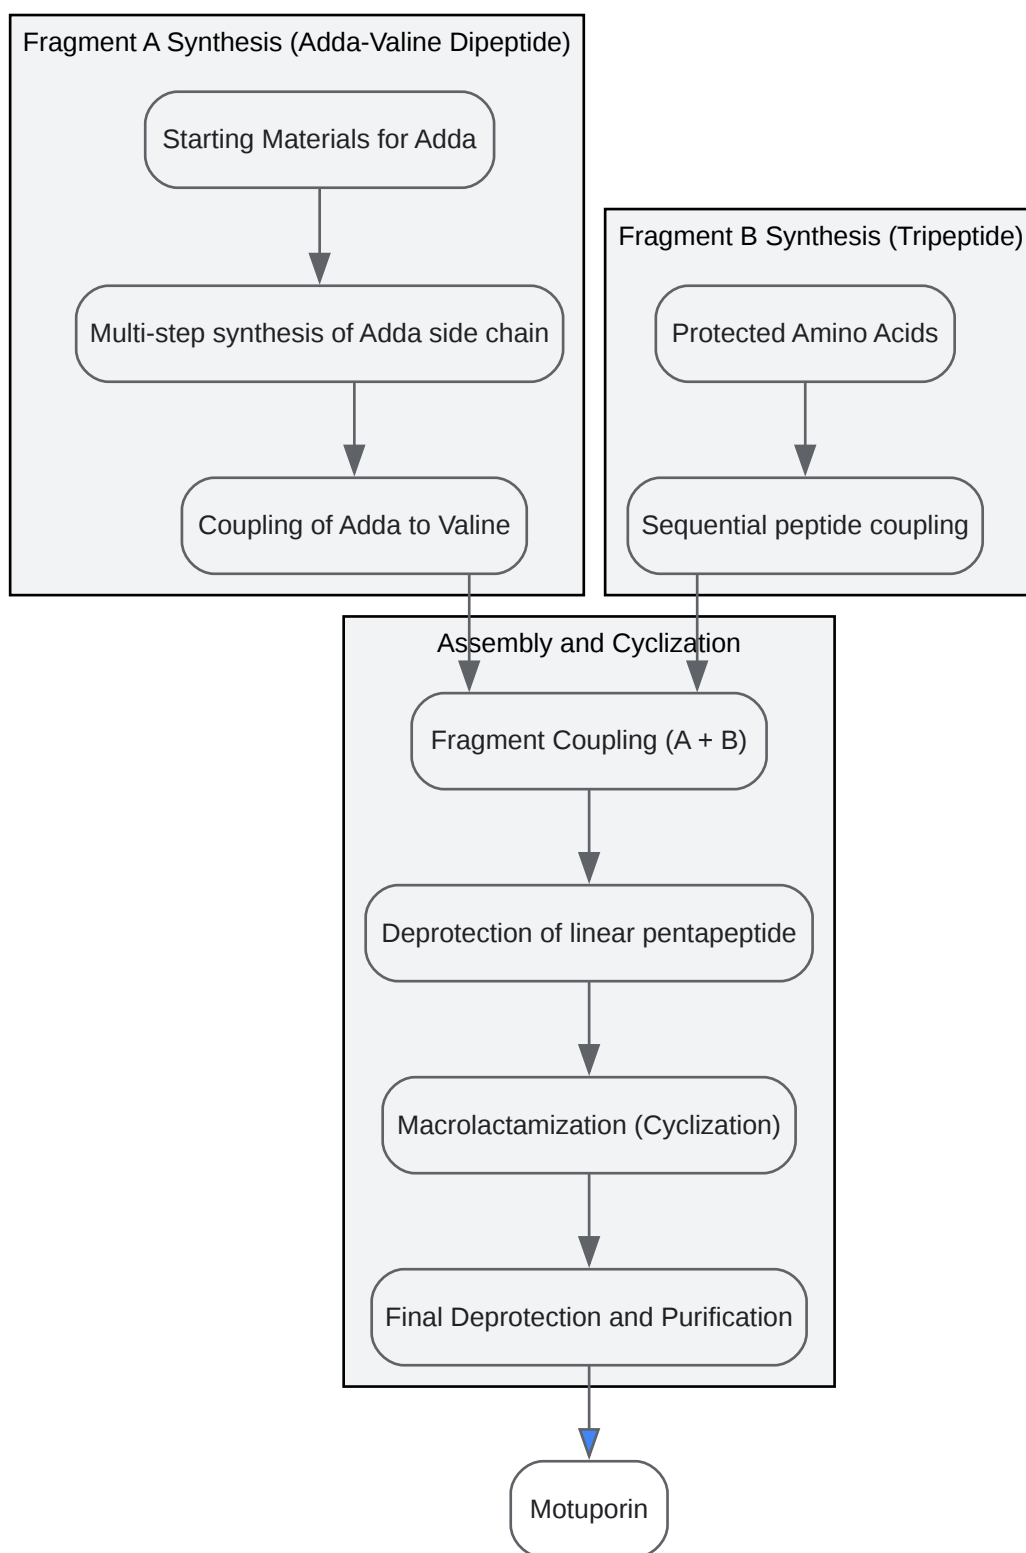 Fragment A Synthesis (Adda-Valine Dipeptide)
Starting Materials for Adda
Multi-step synthesis of Adda side chain
Coupling of Adda to Valine
Fragment B Synthesis (Tripeptide)
Protected Amino Acids
Sequential peptide coupling
Assembly and Cyclization
Fragment Coupling (A + B)
Deprotection of linear pentapeptide
Macrolactamization (Cyclization)
Final Deprotection and Purification
Motuporin